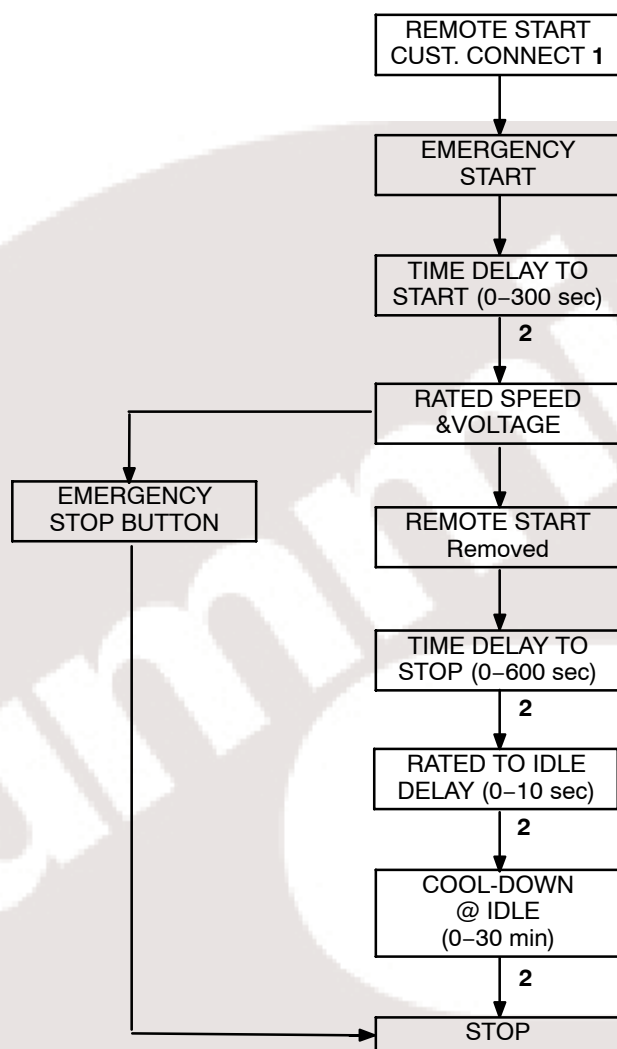 REMOTE START
CUST. CONNECT 1
EMERGENCY
START
TIME DELAY TO
START (0–300 sec)
2
RATED SPEED
&VOLTAGE
EMERGENCY
STOP BUTTON
REMOTE START
Removed
TIME DELAY TO
STOP (0–600 sec)
2
RATED TO IDLE
DELAY (0–10 sec)
2
COOL-DOWN
@ IDLE
(0–30 min)
2
STOP